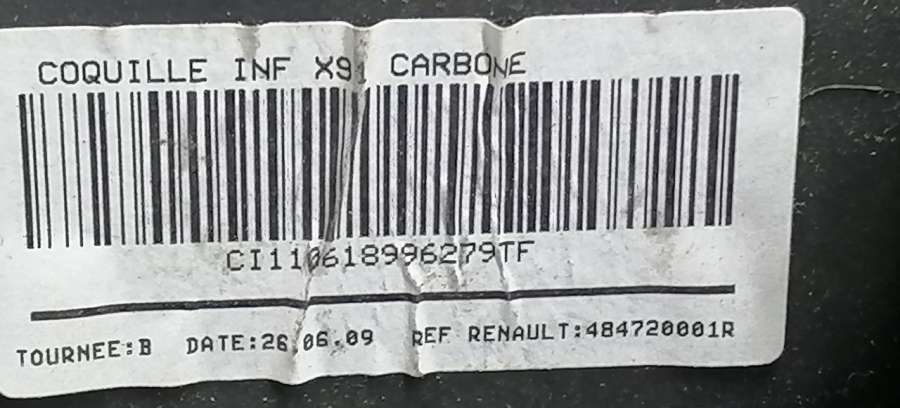 COQUILLE INF X91 CARBONE
CI110618996279TF
TOURNEE:B DATE:26.06.09 REF RENAULT:484720001R